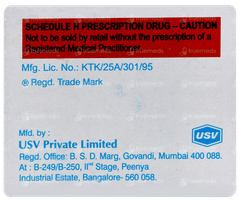 SCHEDULE H PRESCRIPTION DRUG – CAUTION
Not to be sold by retail without the prescription of a
Registered Medical Practitioner.
Mfg. Lic. No.: KTK/25A/301/95
® Regd. Trade Mark
Mfd. by :
USV Private Limited
USV
Regd. Office: B. S. D. Marg, Govandi, Mumbai 400 088.
At : B-249/B-250, IInd Stage, Peenya
Industrial Estate, Bangalore- 560 058.